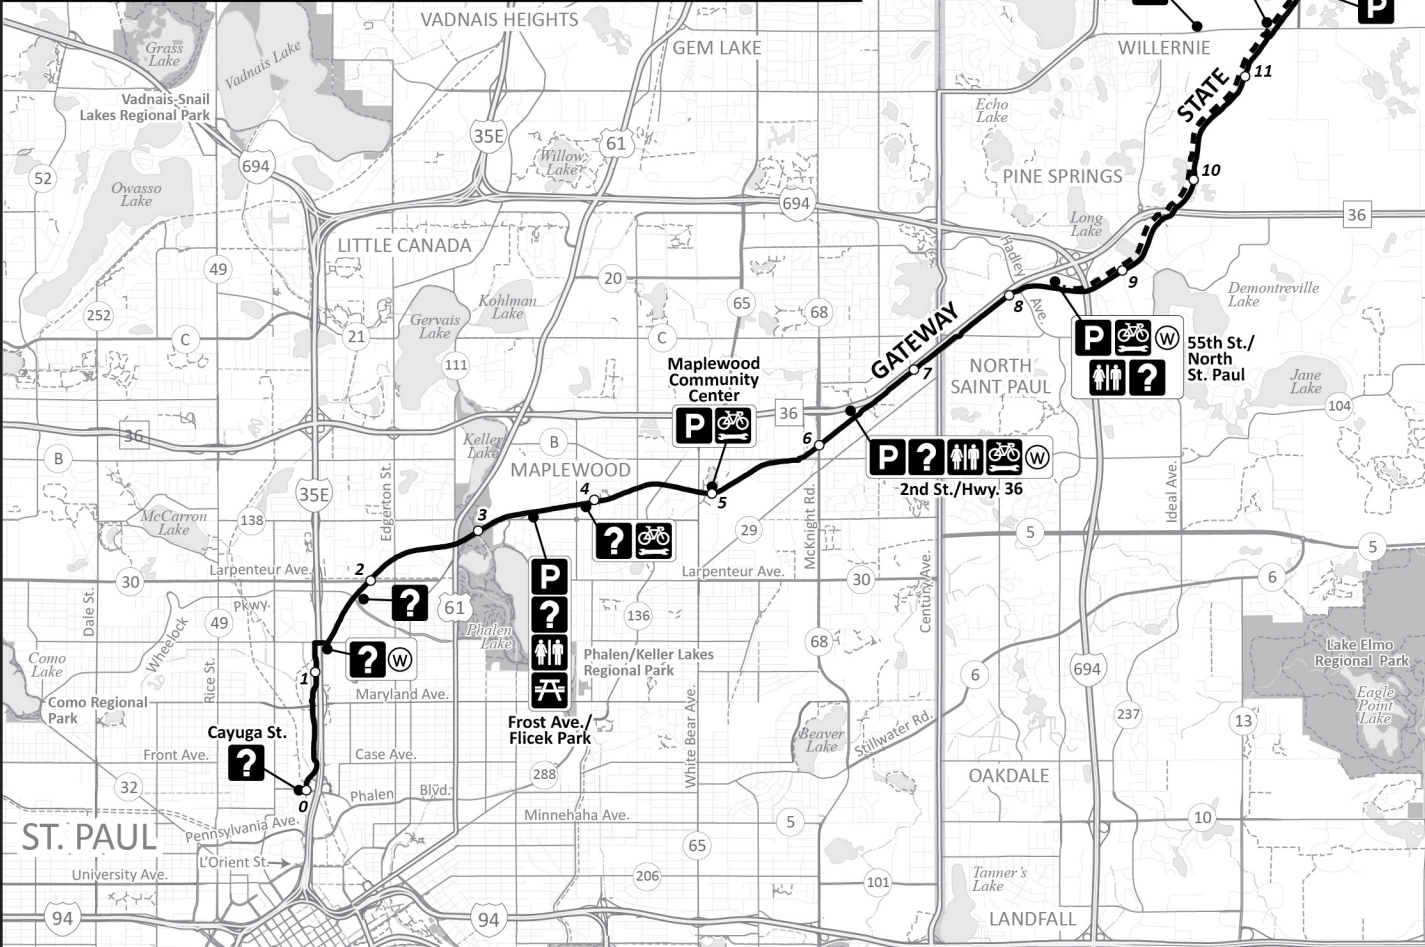 VADNAIS HEIGHTS
GEM LAKE
WILLERNIE
P
Grass
Lake
Vadnais Lake
Vadnais-Snail
Lakes Regional Park
11
STATE
Echo
Lake
35E
61
Willow
Lake
694
52
Owasso
Lake
10
PINE SPRINGS
694
36
Long
Lake
LITTLE CANADA
Hadley
Ave.
49
20
9
Demontreville
Lake
Kohlman
Lake
65
68
8
252
Gervais
Lake
GATEWAY
C
21
C
P
W
?
55th St./
North
St. Paul
111
Maplewood
Community
Center
7
NORTH
SAINT PAUL
Jane
Lake
104
36
P
36
B
Keller
Lake
B
6
P ? W
2nd St./Hwy. 36
MAPLEWOOD
35E
Edgerton St.
4
5
McKnight Rd.
Ideal Ave.
McCarron
Lake
138
3
29
5
5
?
Larpenteur Ave.
2
Larpenteur Ave.
30
30
6
P
?
Frost Ave./
Flicek Park
?
61
Dale St.
Pkwy.
Wheelock
49
136
Century Ave.
Phalen
Lake
Phalen/Keller Lakes
Regional Park
68
Lake Elmo
Regional Park
? W
Como
Lake
Rice St.
1
Maryland Ave.
694
6
Eagle
Point
Lake
Como Regional
Park
White Bear Ave.
237
13
Cayuga St.
?
Beaver
Lake
Stillwater Rd.
Front Ave.
Case Ave.
288
OAKDALE
32
0
Phalen
Blvd.
Minnehaha Ave.
5
10
Pennsylvania Ave.
ST. PAUL
65
L'Orient St.
University Ave.
206
101
Tanner's
Lake
94
94
LANDFALL